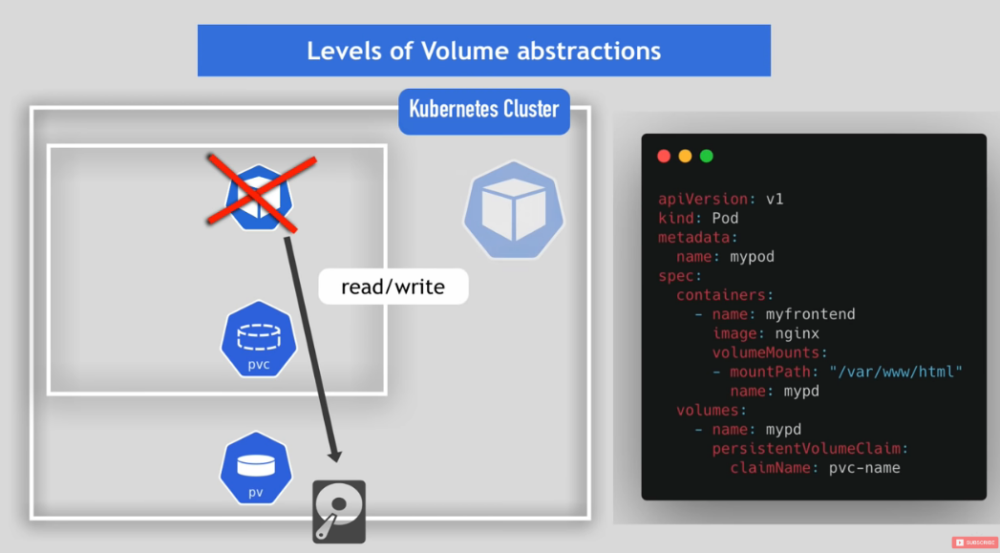 Levels of Volume abstractions
Kubernetes Cluster
read/write
pvc
pv
apiVersion: v1
kind: Pod
metadata:
  name: mypod
spec:
  containers:
    - name: myfrontend
      image: nginx
      volumeMounts:
      - mountPath: "/var/www/html"
        name: mypd
  volumes:
    - name: mypd
      persistentVolumeClaim:
        claimName: pvc-name
SUBSCRIBE